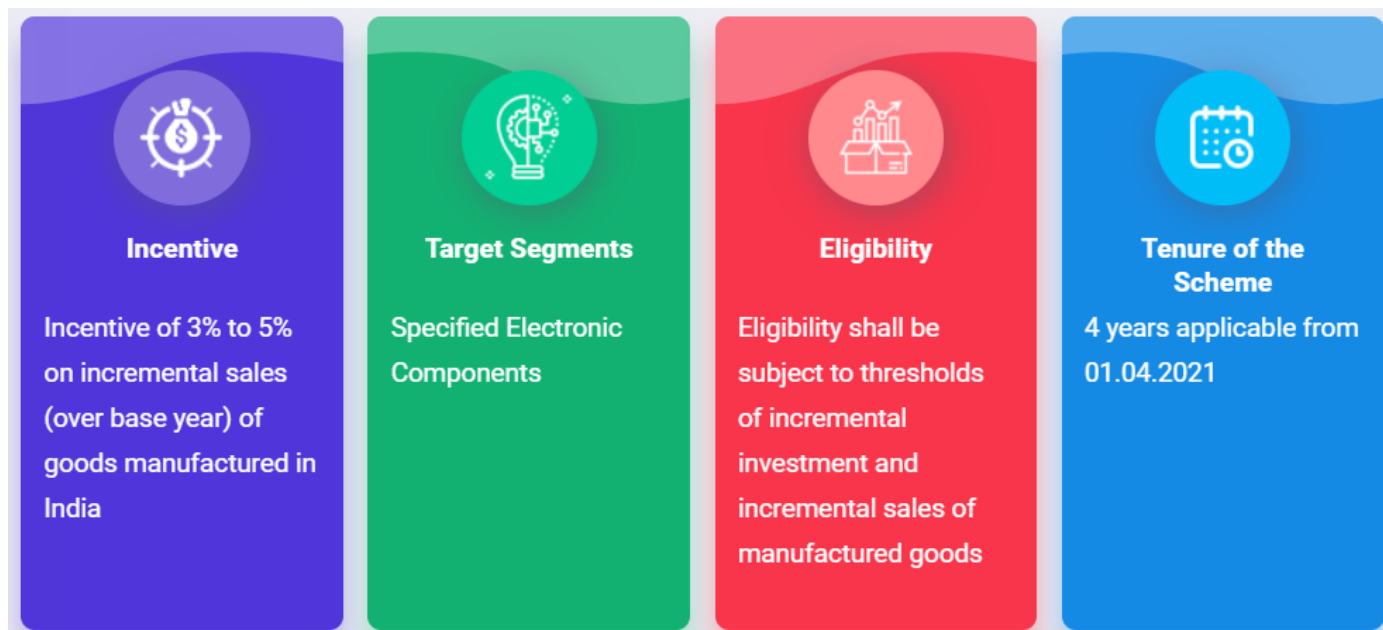 Incentive
Incentive of 3% to 5%
on incremental sales
(over base year) of
goods manufactured in
India
Target Segments
Specified Electronic
Components
Eligibility
Eligibility shall be
subject to thresholds
of incremental
investment and
incremental sales of
manufactured goods
Tenure of the
Scheme
4 years applicable from
01.04.2021